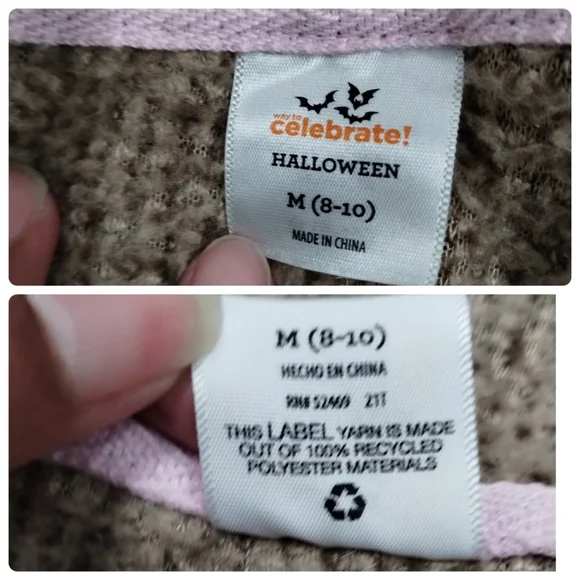 way to
celebrate!
HALLOWEEN
M (8-10)
MADE IN CHINA
M (8-10)
HECHO EN CHINA
RN# 52469 21T
THIS LABEL YARN IS MADE
OUT OF 100% RECYCLED
POLYESTER MATERIALS